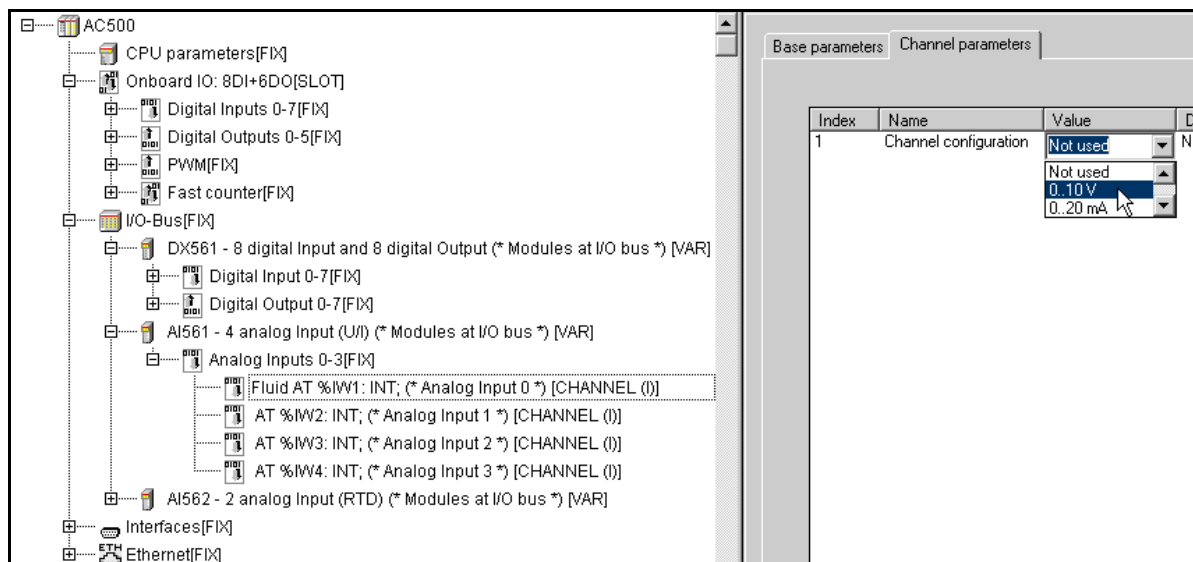 AC500
CPU parameters[FIX]
Onboard IO: 8DI+6DO[SLOT]
Digital Inputs 0-7[FIX]
Digital Outputs 0-5[FIX]
PWM[FIX]
Fast counter[FIX]
I/O-Bus[FIX]
DX561 - 8 digital Input and 8 digital Output (* Modules at I/O bus *) [VAR]
Digital Input 0-7[FIX]
Digital Output 0-7[FIX]
AI561 - 4 analog Input (U/I) (* Modules at I/O bus *) [VAR]
Analog Inputs 0-3[FIX]
Fluid AT %IW1: INT; (* Analog Input 0 *) [CHANNEL (I)]
AT %IW2: INT; (* Analog Input 1 *) [CHANNEL (I)]
AT %IW3: INT; (* Analog Input 2 *) [CHANNEL (I)]
AT %IW4: INT; (* Analog Input 3 *) [CHANNEL (I)]
AI562 - 2 analog Input (RTD) (* Modules at I/O bus *) [VAR]
Interfaces[FIX]
ETH Ethernet[FIX]
Base parameters Channel parameters
Index Name Value D
1 Channel configuration Not used N
Not used
0..10 V
0..20 mA